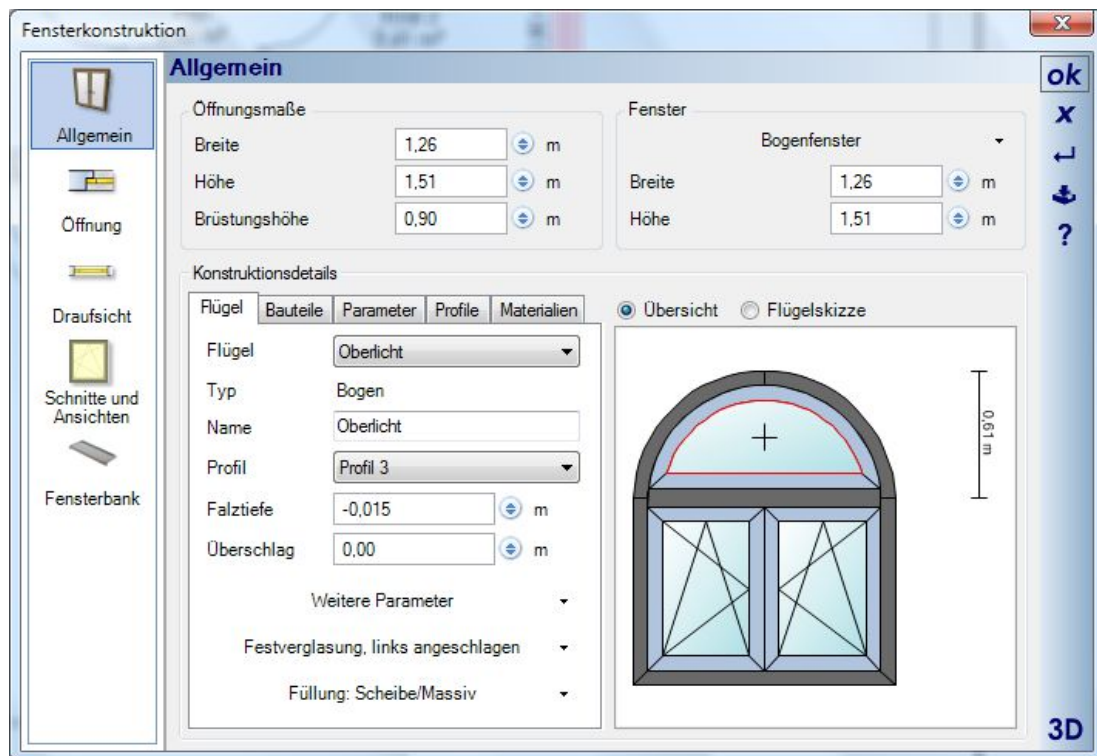 Fensterkonstruktion
X
Allgemein
Öffnung
Draufsicht
Schnitte und
Ansichten
Fensterbank
Allgemein
Öffnungsmaße
Breite 1,26 m
Höhe 1,51 m
Brüstungshöhe 0,90 m
Fenster
Bogenfenster
Breite 1,26 m
Höhe 1,51 m
Konstruktionsdetails
Flügel Bauteile Parameter Profile Materialien
Flügel Oberlicht
Typ Bogen
Name Oberlicht
Profil Profil 3
Falztiefe -0,015 m
Überschlag 0,00 m
Weitere Parameter
Festverglasung, links angeschlagen
Füllung: Scheibe/Massiv
Übersicht Flügelskizze
0,61 m
ok
x
?
3D